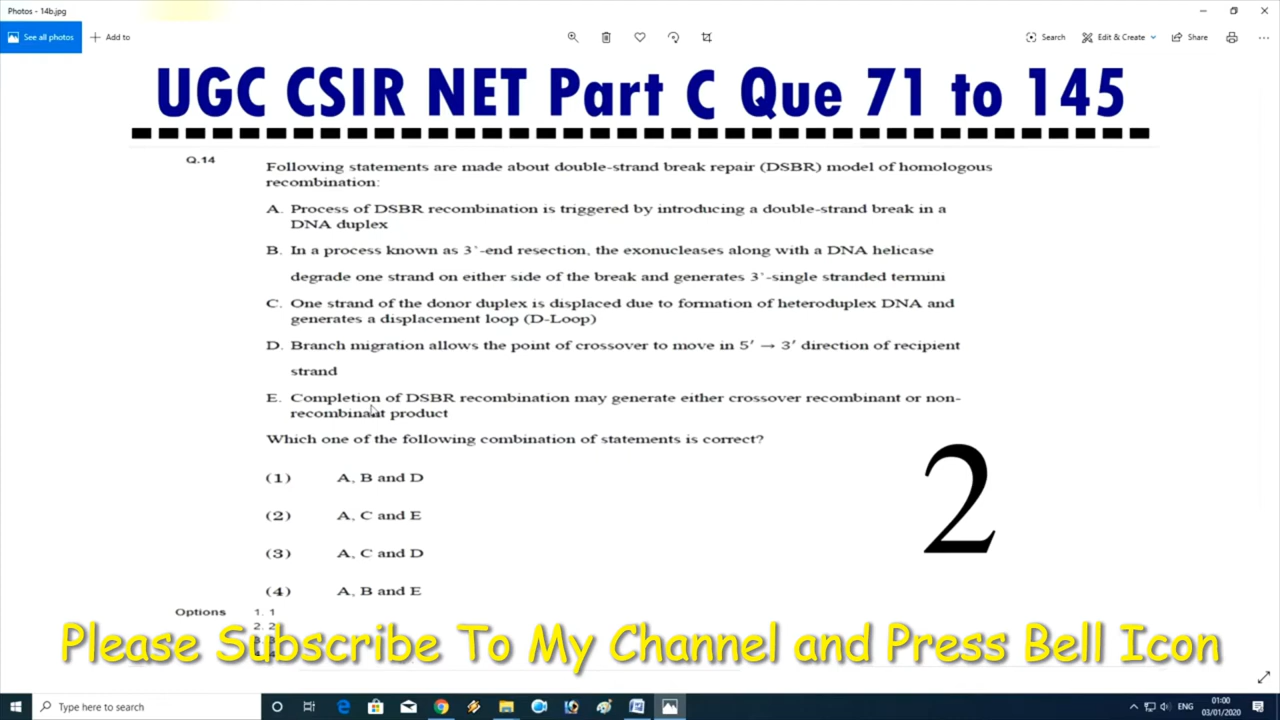 Photos - 14b.jpg
See all photos
Add to
Search
Edit & Create
Share
UGC CSIR NET Part C Que 71 to 145
Q.14
Following statements are made about double-strand break repair (DSBR) model of homologous
recombination:
A. Process of DSBR recombination is triggered by introducing a double-strand break in a
DNA duplex
B. In a process known as 3`-end resection, the exonucleases along with a DNA helicase
degrade one strand on either side of the break and generates 3`-single stranded termini
C. One strand of the donor duplex is displaced due to formation of heteroduplex DNA and
generates a displacement loop (D-Loop)
D. Branch migration allows the point of crossover to move in 5′ → 3′ direction of recipient
strand
E. Completion of DSBR recombination may generate either crossover recombinant or non-
recombinant product
Which one of the following combination of statements is correct?
(1) A, B and D
(2) A, C and E
2
(3) A, C and D
(4) A, B and E
Options 1. 1
2. 2
Please Subscribe To My Channel and Press Bell Icon
Type here to search
ENG
01:00
03/01/2020